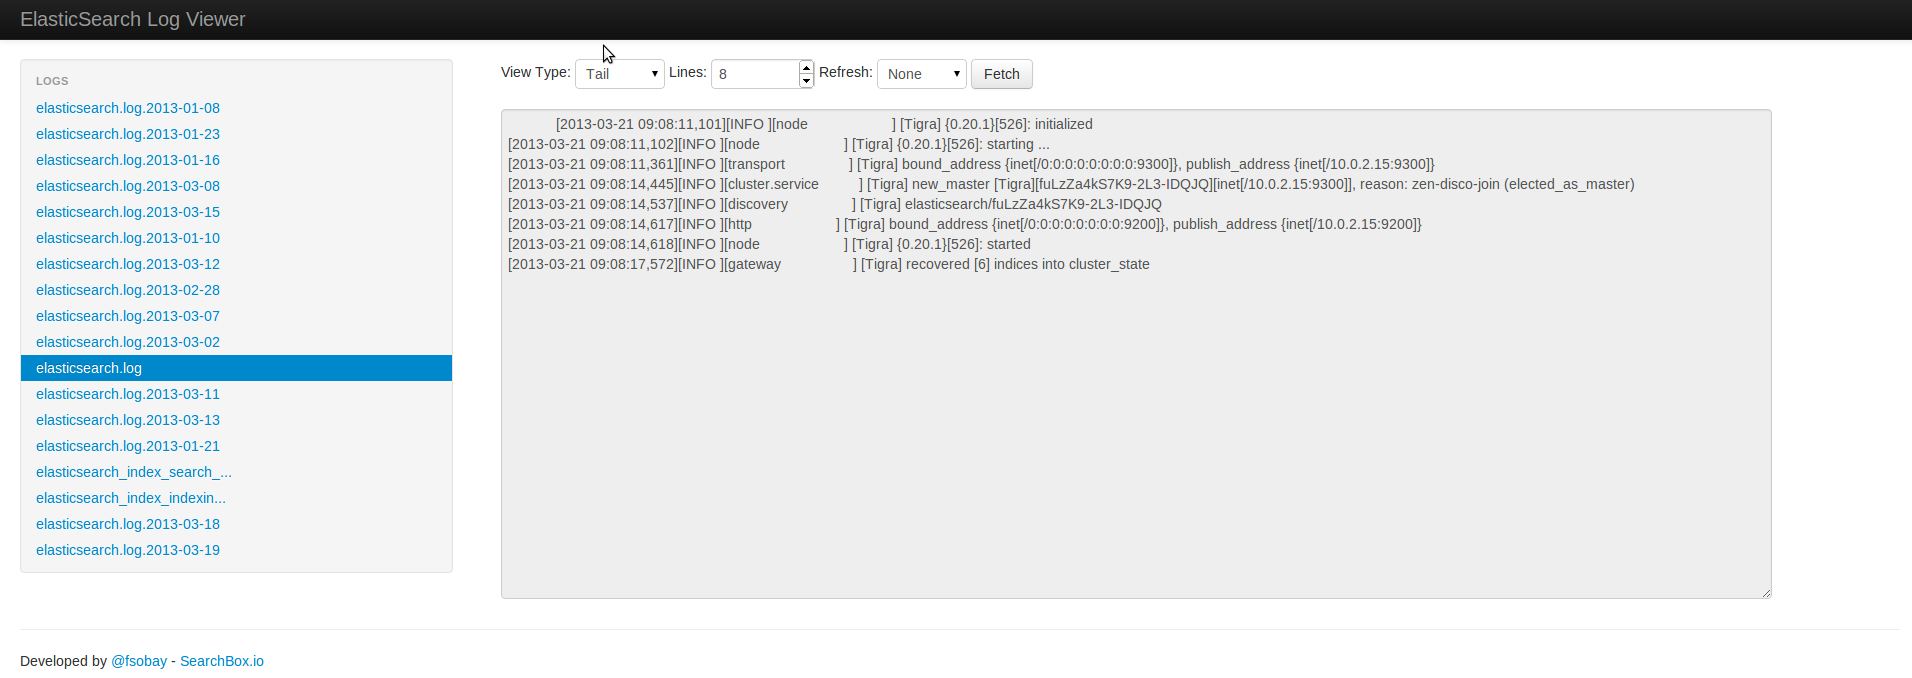 ElasticSearch Log Viewer
LOGS
elasticsearch.log.2013-01-08
elasticsearch.log.2013-01-23
elasticsearch.log.2013-01-16
elasticsearch.log.2013-03-08
elasticsearch.log.2013-03-15
elasticsearch.log.2013-01-10
elasticsearch.log.2013-03-12
elasticsearch.log.2013-02-28
elasticsearch.log.2013-03-07
elasticsearch.log.2013-03-02
elasticsearch.log
elasticsearch.log.2013-03-11
elasticsearch.log.2013-03-13
elasticsearch.log.2013-01-21
elasticsearch_index_search_...
elasticsearch_index_indexin...
elasticsearch.log.2013-03-18
elasticsearch.log.2013-03-19
View Type: Tail Lines: 8 Refresh: None Fetch
[2013-03-21 09:08:11,101][INFO ][node ] [Tigra] {0.20.1}[526]: initialized
[2013-03-21 09:08:11,102][INFO ][node ] [Tigra] {0.20.1}[526]: starting ...
[2013-03-21 09:08:11,361][INFO ][transport ] [Tigra] bound_address {inet[/0:0:0:0:0:0:0:0:9300]}, publish_address {inet[/10.0.2.15:9300]}
[2013-03-21 09:08:14,445][INFO ][cluster.service ] [Tigra] new_master [Tigra][fuLzZa4kS7K9-2L3-IDQJQ][inet[/10.0.2.15:9300]], reason: zen-disco-join (elected_as_master)
[2013-03-21 09:08:14,537][INFO ][discovery ] [Tigra] elasticsearch/fuLzZa4kS7K9-2L3-IDQJQ
[2013-03-21 09:08:14,617][INFO ][http ] [Tigra] bound_address {inet[/0:0:0:0:0:0:0:0:9200]}, publish_address {inet[/10.0.2.15:9200]}
[2013-03-21 09:08:14,618][INFO ][node ] [Tigra] {0.20.1}[526]: started
[2013-03-21 09:08:17,572][INFO ][gateway ] [Tigra] recovered [6] indices into cluster_state
Developed by @fsobay - SearchBox.io